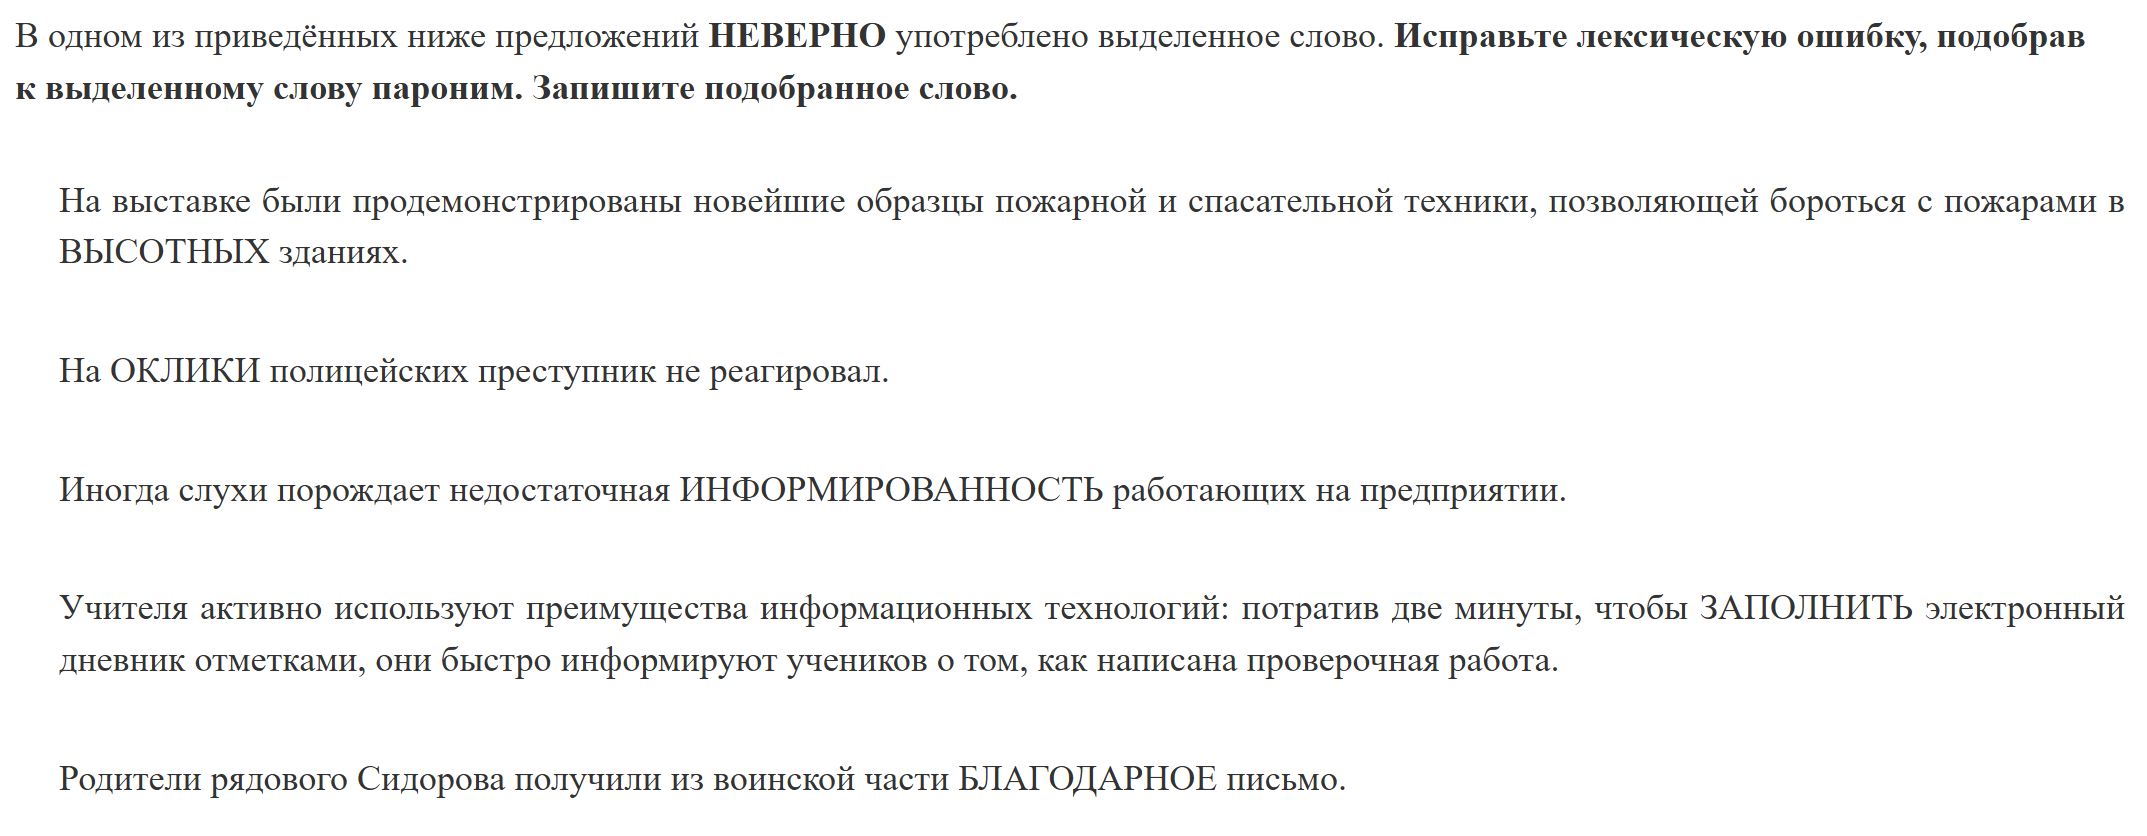 В одном из приведённых ниже предложений НЕВЕРНО употреблено выделенное слово. Исправьте лексическую ошибку, подобрав
к выделенному слову пароним. Запишите подобранное слово.
На выставке были продемонстрированы новейшие образцы пожарной и спасательной техники, позволяющей бороться с пожарами в
ВЫСОТНЫХ зданиях.
На ОКЛИКИ полицейских преступник не реагировал.
Иногда слухи порождает недостаточная ИНФОРМИРОВАННОСТЬ работающих на предприятии.
Учителя активно используют преимущества информационных технологий: потратив две минуты, чтобы ЗАПОЛНИТЬ электронный
дневник отметками, они быстро информируют учеников о том, как написана проверочная работа.
Родители рядового Сидорова получили из воинской части БЛАГОДАРНОЕ письмо.